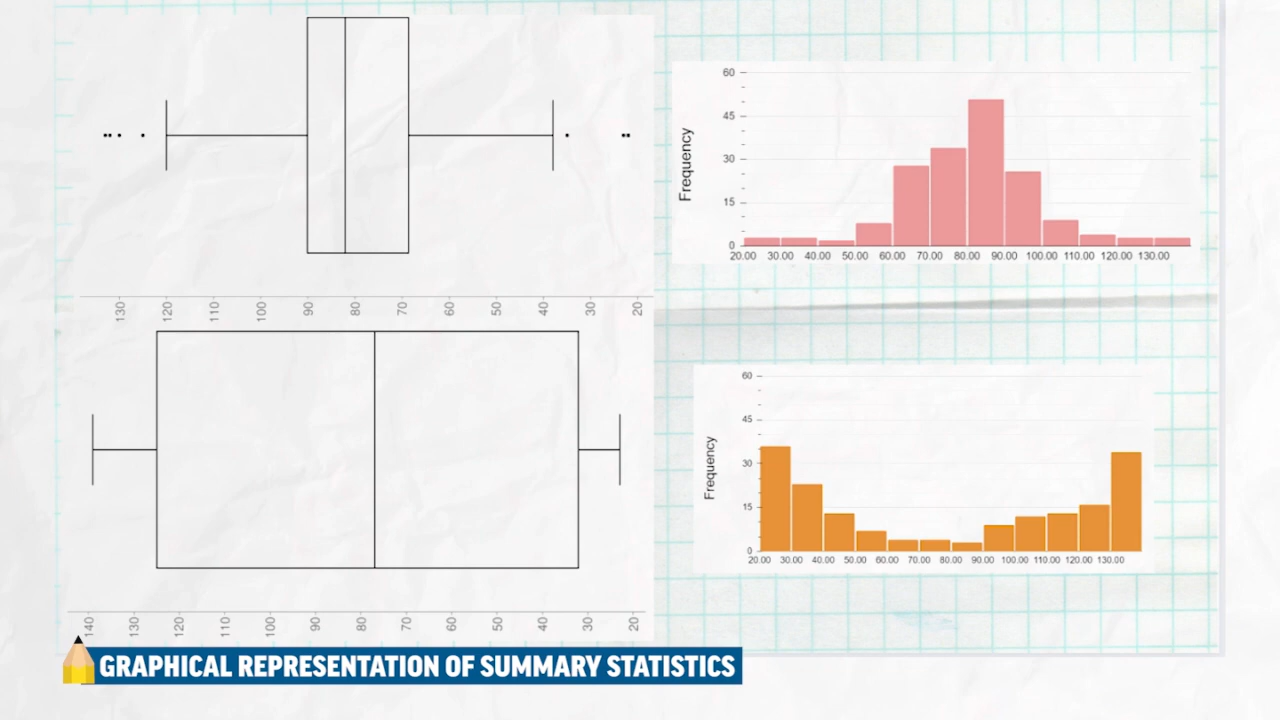 130 120 110 100 90 80 70 60 50 40 30 20
140 130 120 110 100 90 80 70 60 50 40 30 20
Frequency
60
45
30
15
0
20.00 30.00 40.00 50.00 60.00 70.00 80.00 90.00 100.00 110.00 120.00 130.00
Frequency
60
45
30
15
0
20.00 30.00 40.00 50.00 60.00 70.00 80.00 90.00 100.00 110.00 120.00 130.00
GRAPHICAL REPRESENTATION OF SUMMARY STATISTICS